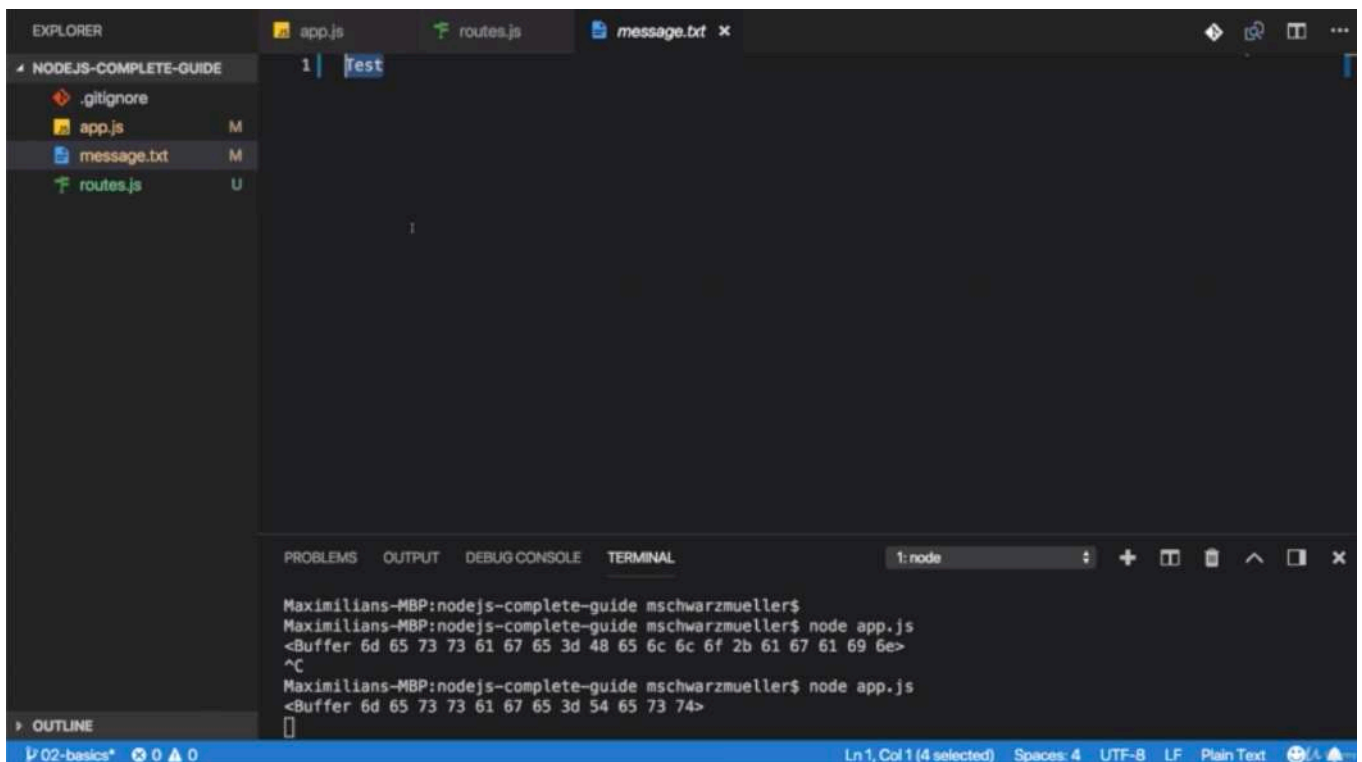 EXPLORER
app.js
routes.js
message.txt
NODEJS-COMPLETE-GUIDE
.gitignore
app.js M
message.txt M
routes.js U
1 Test
PROBLEMS OUTPUT DEBUG CONSOLE TERMINAL 1: node
Maximilians-MBP:nodejs-complete-guide mschwarzmueller$
Maximilians-MBP:nodejs-complete-guide mschwarzmueller$ node app.js
<Buffer 6d 65 73 73 61 67 65 3d 48 65 6c 6c 6f 2b 61 67 61 69 6e>
^C
Maximilians-MBP:nodejs-complete-guide mschwarzmueller$ node app.js
<Buffer 6d 65 73 73 61 67 65 3d 54 65 73 74>
OUTLINE
02-basics* 0 0 Ln 1, Col 1 (4 selected) Spaces: 4 UTF-8 LF Plain Text